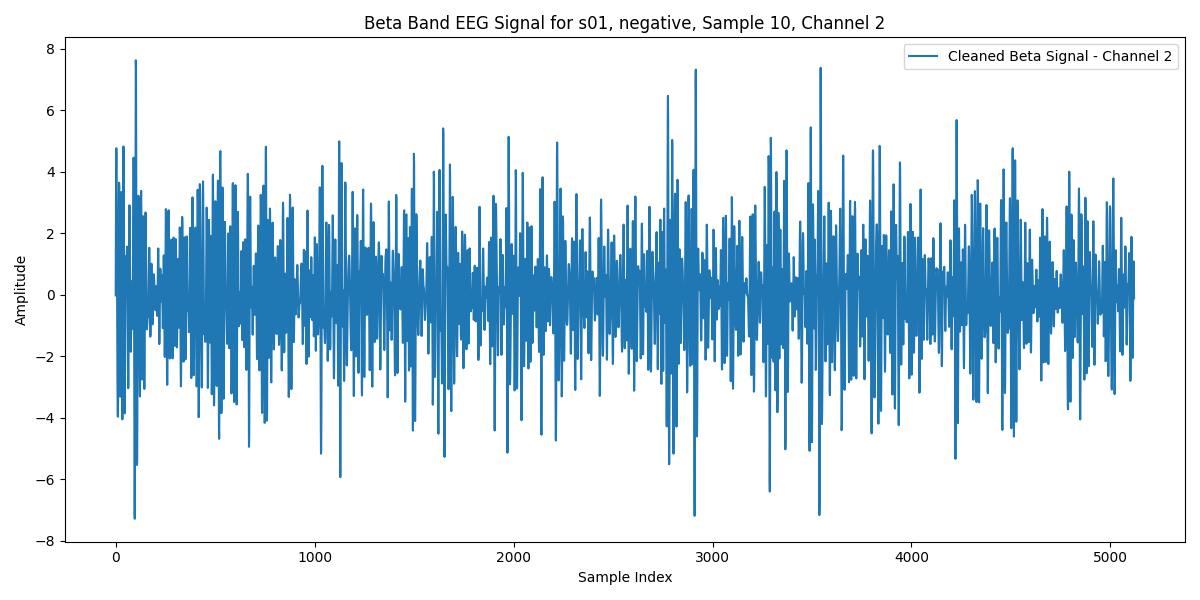 Beta Band EEG Signal for s01, negative, Sample 10, Channel 2
Cleaned Beta Signal - Channel 2
Amplitude
8
6
4
2
0
−2
−4
−6
−8
0 1000 2000 3000 4000 5000
Sample Index